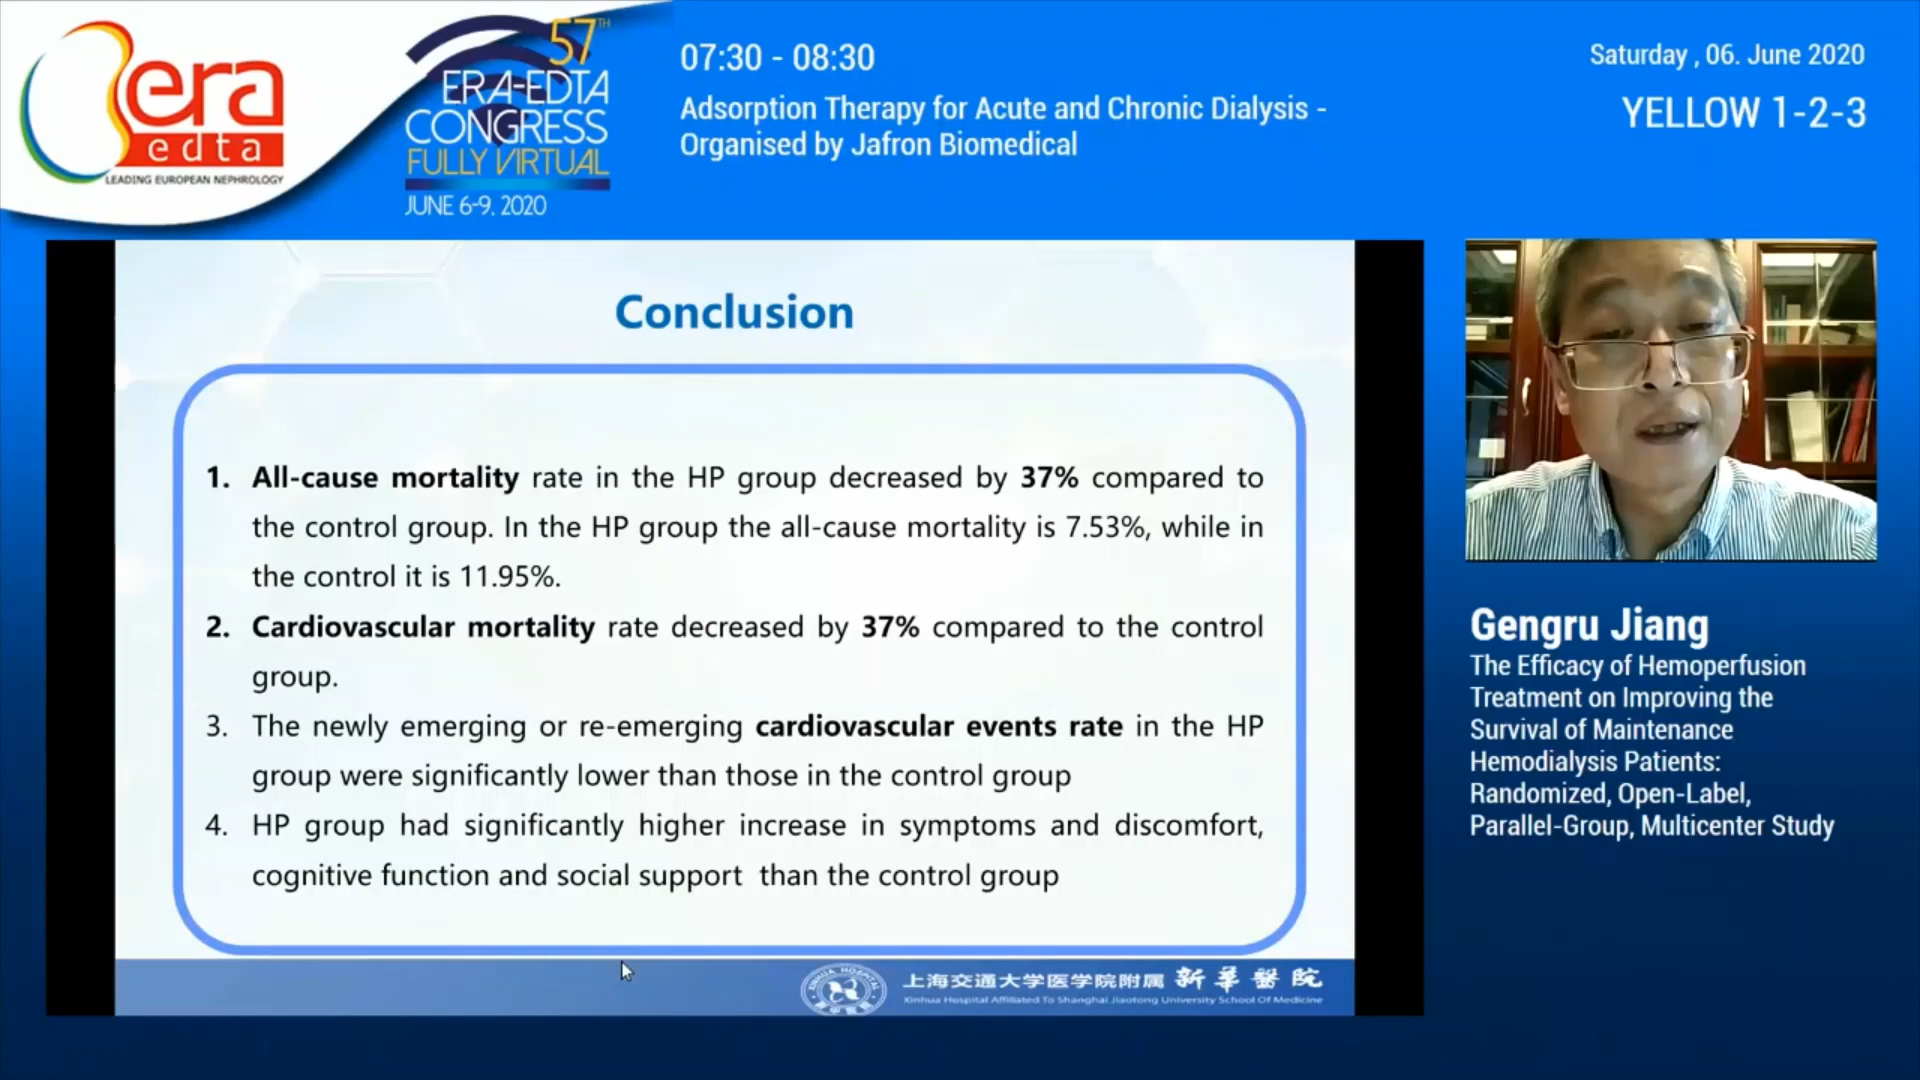 era
edta
LEADING EUROPEAN NEPHROLOGY
57TH
ERA-EDTA
CONGRESS
FULLY VIRTUAL
JUNE 6-9, 2020
07:30 - 08:30
Adsorption Therapy for Acute and Chronic Dialysis -
Organised by Jafron Biomedical
Saturday , 06. June 2020
YELLOW 1-2-3
Conclusion
1. All-cause mortality rate in the HP group decreased by 37% compared to
the control group. In the HP group the all-cause mortality is 7.53%, while in
the control it is 11.95%.
2. Cardiovascular mortality rate decreased by 37% compared to the control
group.
3. The newly emerging or re-emerging cardiovascular events rate in the HP
group were significantly lower than those in the control group
4. HP group had significantly higher increase in symptoms and discomfort,
cognitive function and social support than the control group
XINHUA HOSPITAL
上海交通大学医学院附属 新華醫院
Xinhua Hospital Affiliated To Shanghai Jiaotong University School Of Medicine
Gengru Jiang
The Efficacy of Hemoperfusion
Treatment on Improving the
Survival of Maintenance
Hemodialysis Patients:
Randomized, Open-Label,
Parallel-Group, Multicenter Study